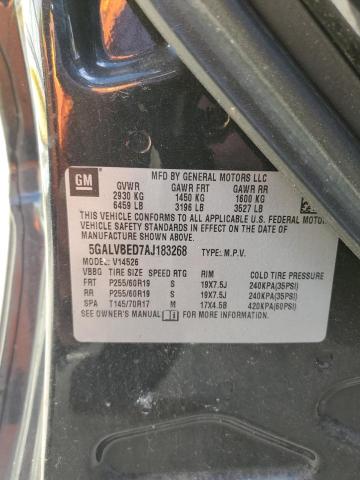 GM
MFD BY GENERAL MOTORS LLC
GVWR GAWR FRT GAWR RR
2930 KG 1450 KG 1600 KG
6459 LB 3196 LB 3527 LB
THIS VEHICLE CONFORMS TO ALL APPLICABLE U.S. FEDERAL MOTOR
VEHICLE SAFETY AND THEFT PREVENTION STANDARDS IN EFFECT ON
THE DATE OF MANUFACTURE SHOWN ABOVE.
5GALVBED7AJ183268 TYPE: M.P.V.
MODEL: V14526
VBBG TIRE SIZE SPEED RTG RIM COLD TIRE PRESSURE
FRT P255/60R19 S 19X7.5J 240KPA(35PSI)
RR P255/60R19 S 19X7.5J 240KPA(35PSI)
SPA T145/70R17 M 17X4.5B 420KPA(60PSI)
SEE OWNER'S MANUAL FOR MORE INFORMATION